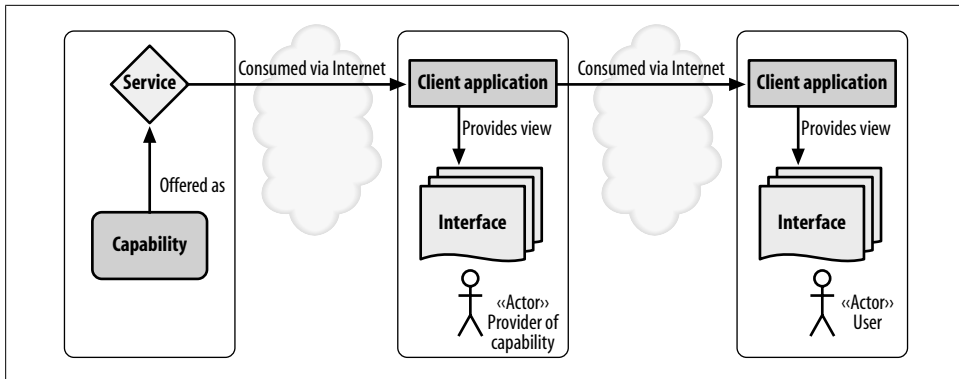 Service
Consumed via Internet
Client application
Consumed via Internet
Client application
Provides view
Provides view
Offered as
Capability
Interface
Interface
‹‹Actor››
Provider of
capability
‹‹Actor››
User